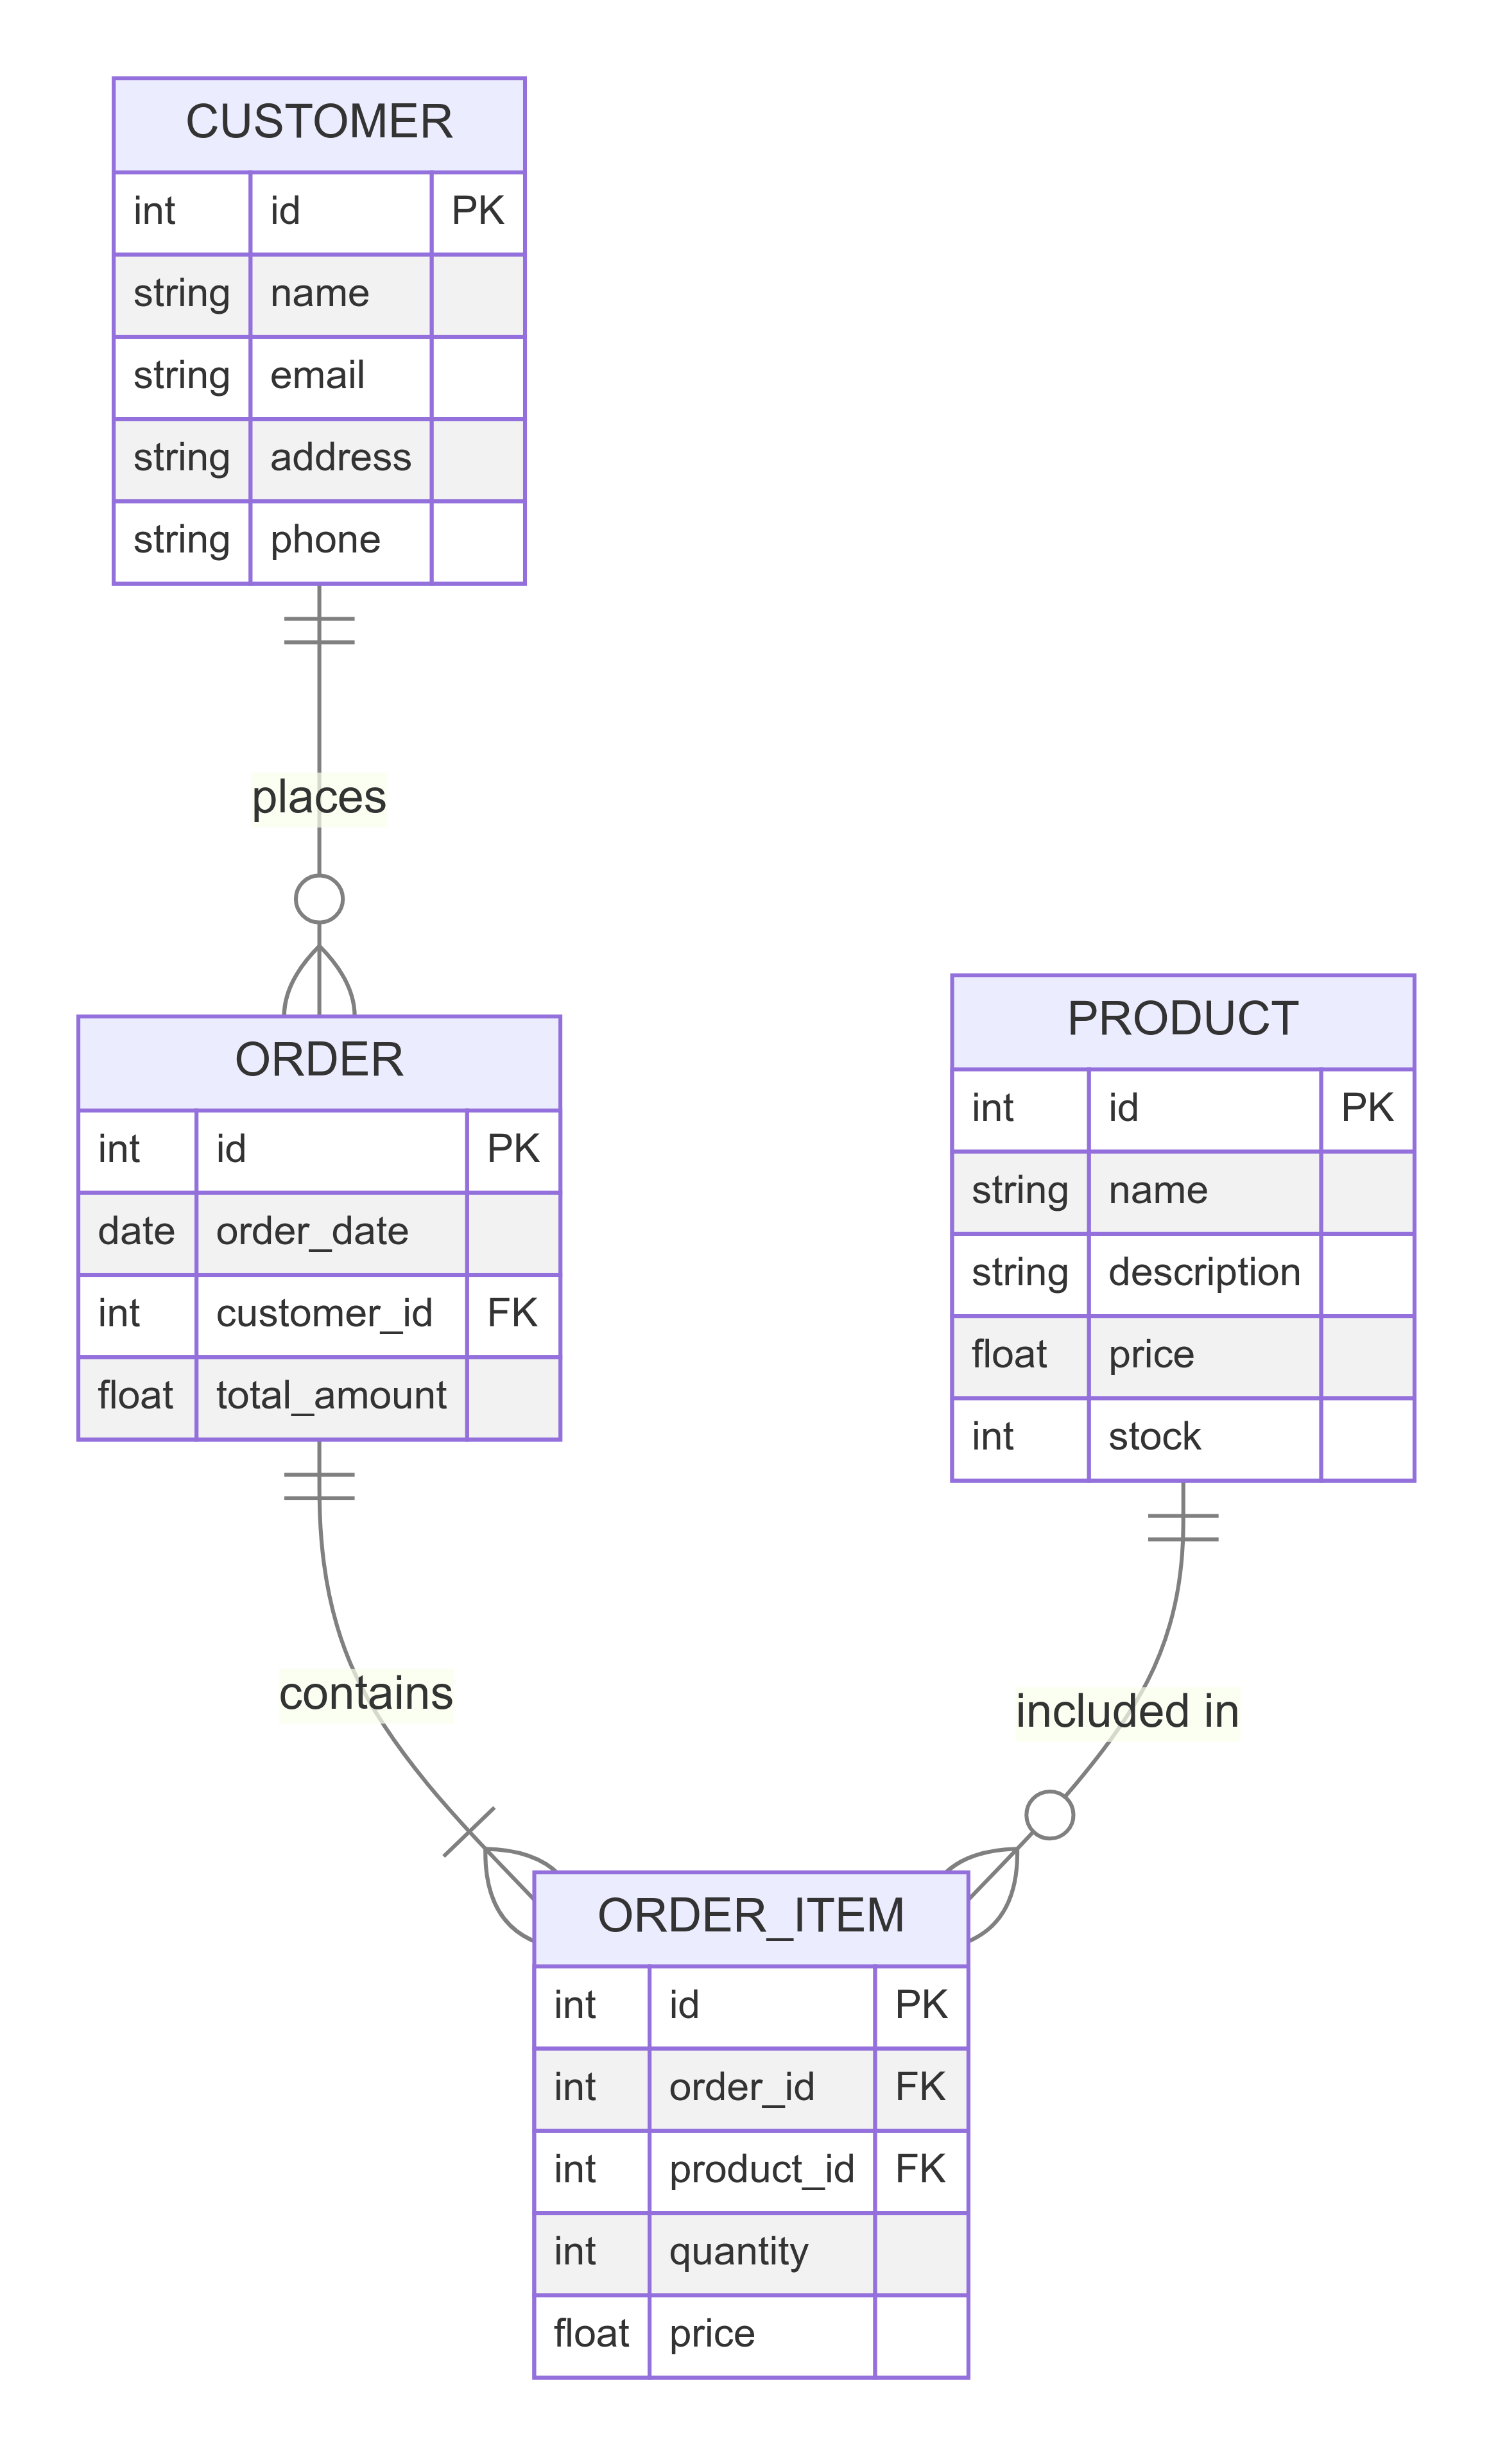 CUSTOMER
int id PK
string name
string email
string address
string phone
places
ORDER
int id PK
date order_date
int customer_id FK
float total_amount
PRODUCT
int id PK
string name
string description
float price
int stock
contains
included in
ORDER_ITEM
int id PK
int order_id FK
int product_id FK
int quantity
float price